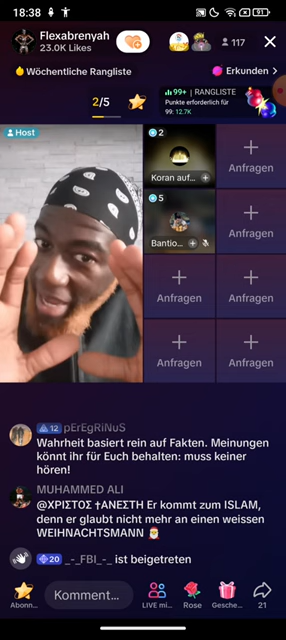 18:38
91
Flexabrenyah
23.0K Likes
117
Wöchentliche Rangliste
Erkunden >
2/5
99+ | RANGLISTE
Punkte erforderlich für
99: 12.7K
Host
2
Koran auf...
Anfragen
5
Bantio...
Anfragen
Anfragen
Anfragen
Anfragen
Anfragen
12 pErEgRiNuS
Wahrheit basiert rein auf Fakten. Meinungen
könnt ihr für Euch behalten: muss keiner
hören!
MUHAMMED ALI
@ΧΡΙΣΤΟΣ †ΑΝΕΣΤΗ Er kommt zum ISLAM,
denn er glaubt nicht mehr an einen weissen
WEIHNACHTSMANN 🎅
20 _-_FBI_-_ ist beigetreten
Abonn...
Kommentar...
LIVE mi...
Rose
Gesche...
21